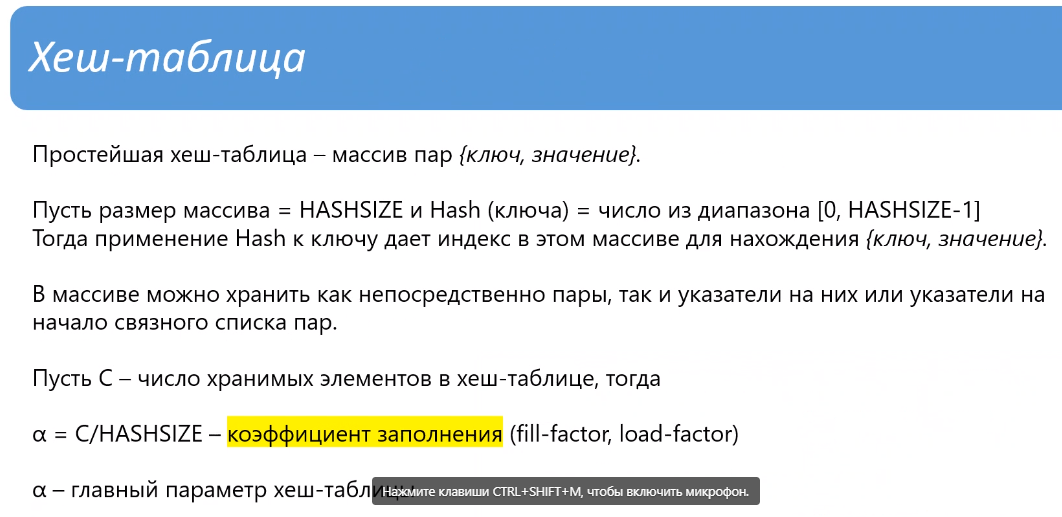 Хеш-таблица
Простейшая хеш-таблица – массив пар {ключ, значение}.
Пусть размер массива = HASHSIZE и Hash (ключа) = число из диапазона [0, HASHSIZE-1]
Тогда применение Hash к ключу дает индекс в этом массиве для нахождения {ключ, значение}.
В массиве можно хранить как непосредственно пары, так и указатели на них или указатели на
начало связного списка пар.
Пусть C – число хранимых элементов в хеш-таблице, тогда
α = C/HASHSIZE – коэффициент заполнения (fill-factor, load-factor)
α – главный параметр хеш-таблицы
Нажмите клавиши CTRL+SHIFT+M, чтобы включить микрофон.